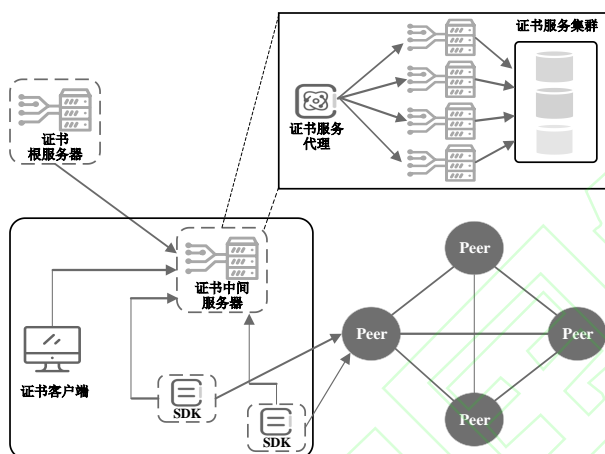 证书服务集群
证书服务
代理
证书
根服务器
证书中间
服务器
证书客户端
SDK
SDK
Peer
Peer
Peer
Peer